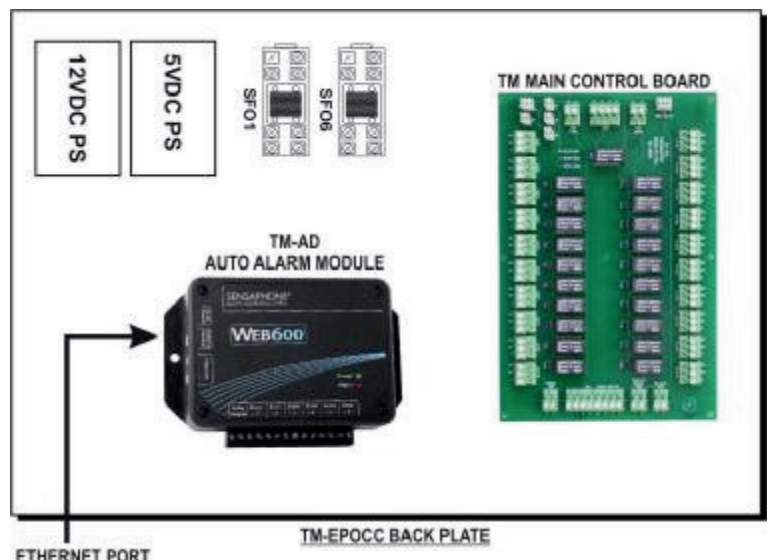 12VDC PS
5VDC PS
SFO1
SFO6
TM MAIN CONTROL BOARD
TM-AD
AUTO ALARM MODULE
SENSAPHONE
WEB600
ETHERNET PORT
TM-EPOCC BACK PLATE